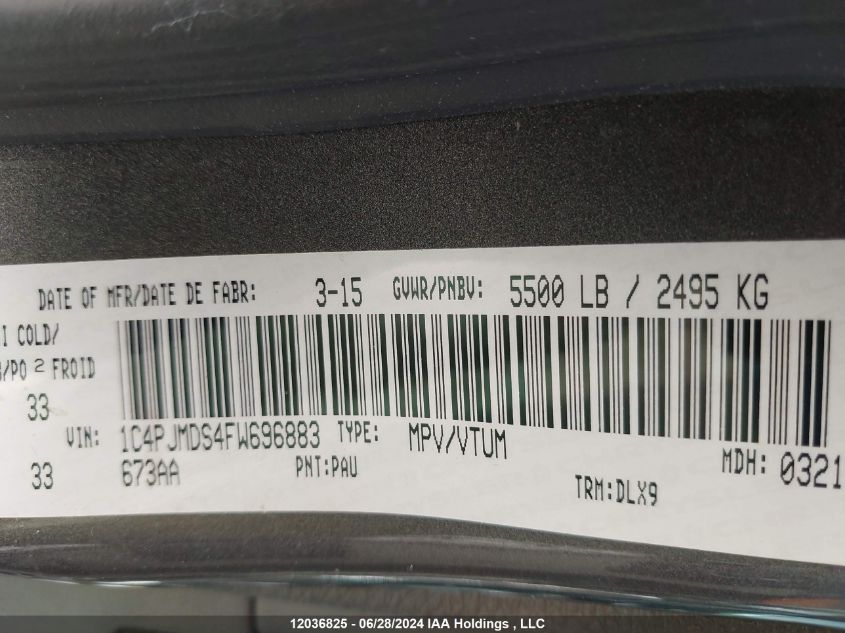 DATE OF MFR/DATE DE FABR: 3-15 GVWR/PNBV: 5500 LB / 2495 KG
I COLD/
/PO 2 FROID
33
VIN: 1C4PJMDS4FW696883 TYPE: MPV/VTUM MDH: 0321
33 673AA PNT:PAU TRM:DLX9
12036825 - 06/28/2024 IAA Holdings , LLC